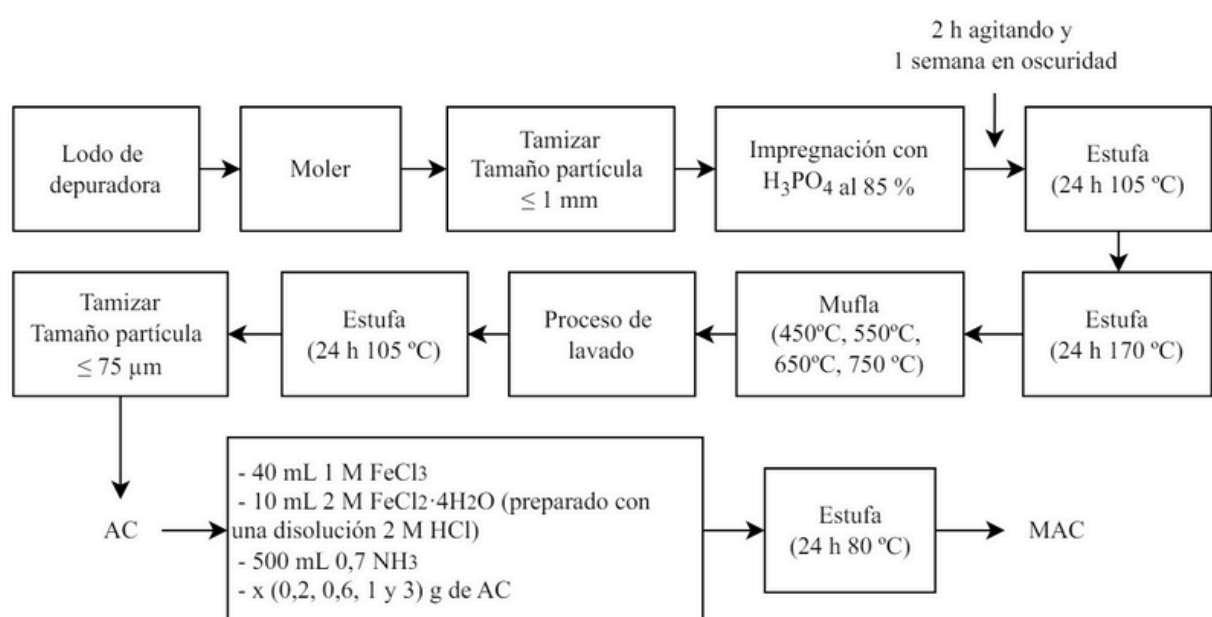 2 h agitando y
1 semana en oscuridad
Lodo de
depuradora
Moler
Tamizar
Tamaño partícula
≤ 1 mm
Impregnación con
H₃PO₄ al 85 %
Estufa
(24 h 105 ºC)
Tamizar
Tamaño partícula
≤ 75 µm
Estufa
(24 h 105 ºC)
Proceso de
lavado
Mufla
(450ºC, 550ºC,
650ºC, 750 ºC)
Estufa
(24 h 170 ºC)
AC
- 40 mL 1 M FeCl₃
- 10 mL 2 M FeCl₂·4H₂O (preparado con
una disolución 2 M HCl)
- 500 mL 0,7 NH₃
- x (0,2, 0,6, 1 y 3) g de AC
Estufa
(24 h 80 ºC)
MAC